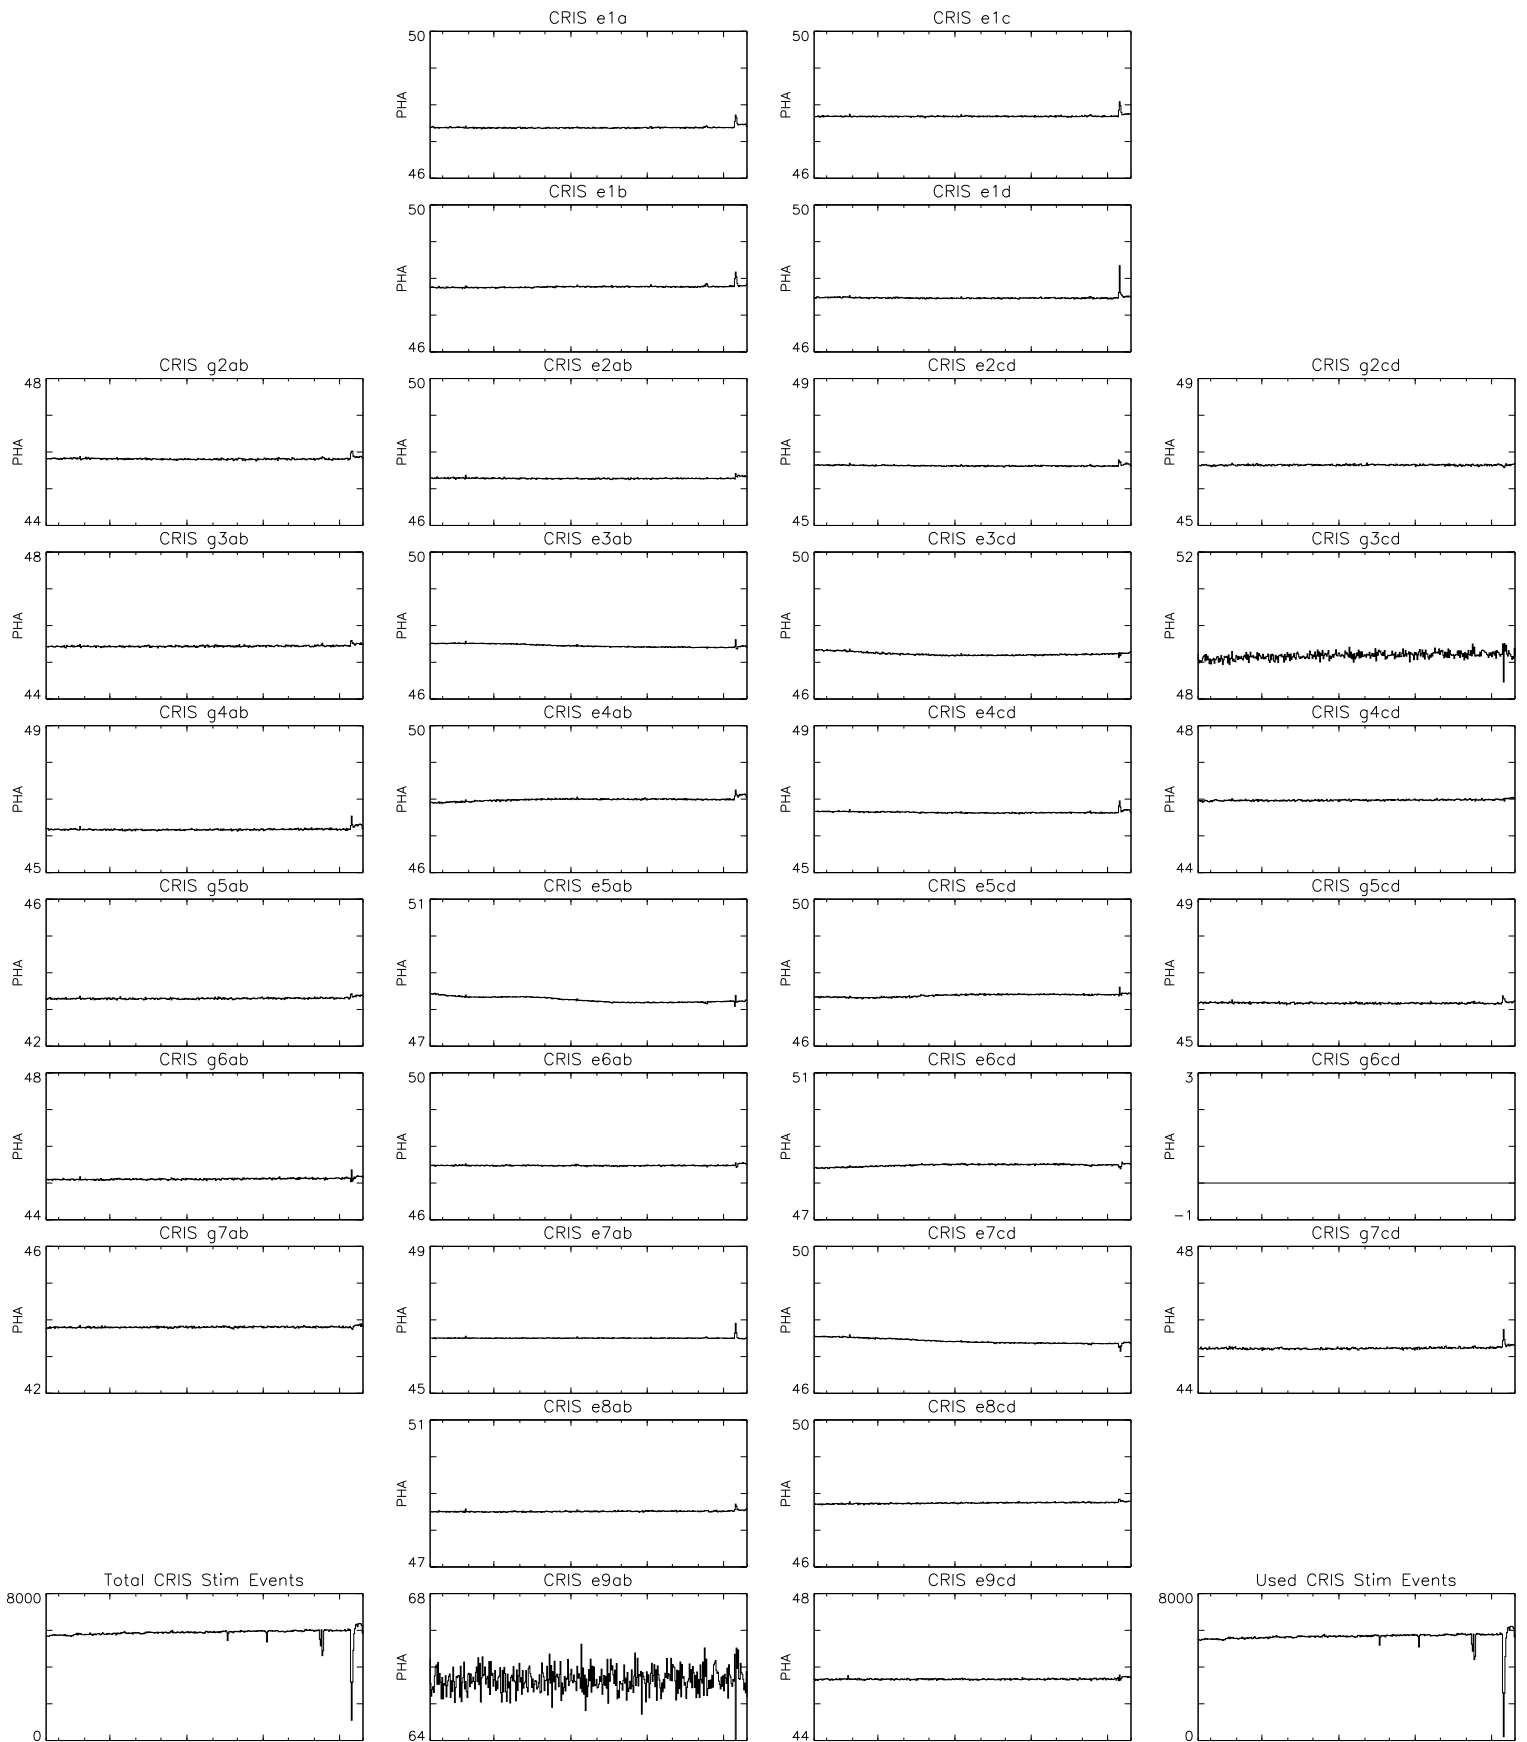 CRIS e1a
50
PHA
46
CRIS e1c
50
PHA
46
CRIS e1b
50
PHA
46
CRIS e1d
50
PHA
46
CRIS g2ab
48
PHA
44
CRIS e2ab
50
PHA
46
CRIS e2cd
49
PHA
45
CRIS g2cd
49
PHA
45
CRIS g3ab
48
PHA
44
CRIS e3ab
50
PHA
46
CRIS e3cd
50
PHA
46
CRIS g3cd
52
PHA
48
CRIS g4ab
49
PHA
45
CRIS e4ab
50
PHA
46
CRIS e4cd
49
PHA
45
CRIS g4cd
48
PHA
44
CRIS g5ab
46
PHA
42
CRIS e5ab
51
PHA
47
CRIS e5cd
50
PHA
46
CRIS g5cd
49
PHA
45
CRIS g6ab
48
PHA
44
CRIS e6ab
50
PHA
46
CRIS e6cd
51
PHA
47
CRIS g6cd
3
PHA
-1
CRIS g7ab
46
PHA
42
CRIS e7ab
49
PHA
45
CRIS e7cd
50
PHA
46
CRIS g7cd
48
PHA
44
CRIS e8ab
51
PHA
47
CRIS e8cd
50
PHA
46
Total CRIS Stim Events
8000
0
CRIS e9ab
68
PHA
64
CRIS e9cd
48
PHA
44
Used CRIS Stim Events
8000
0